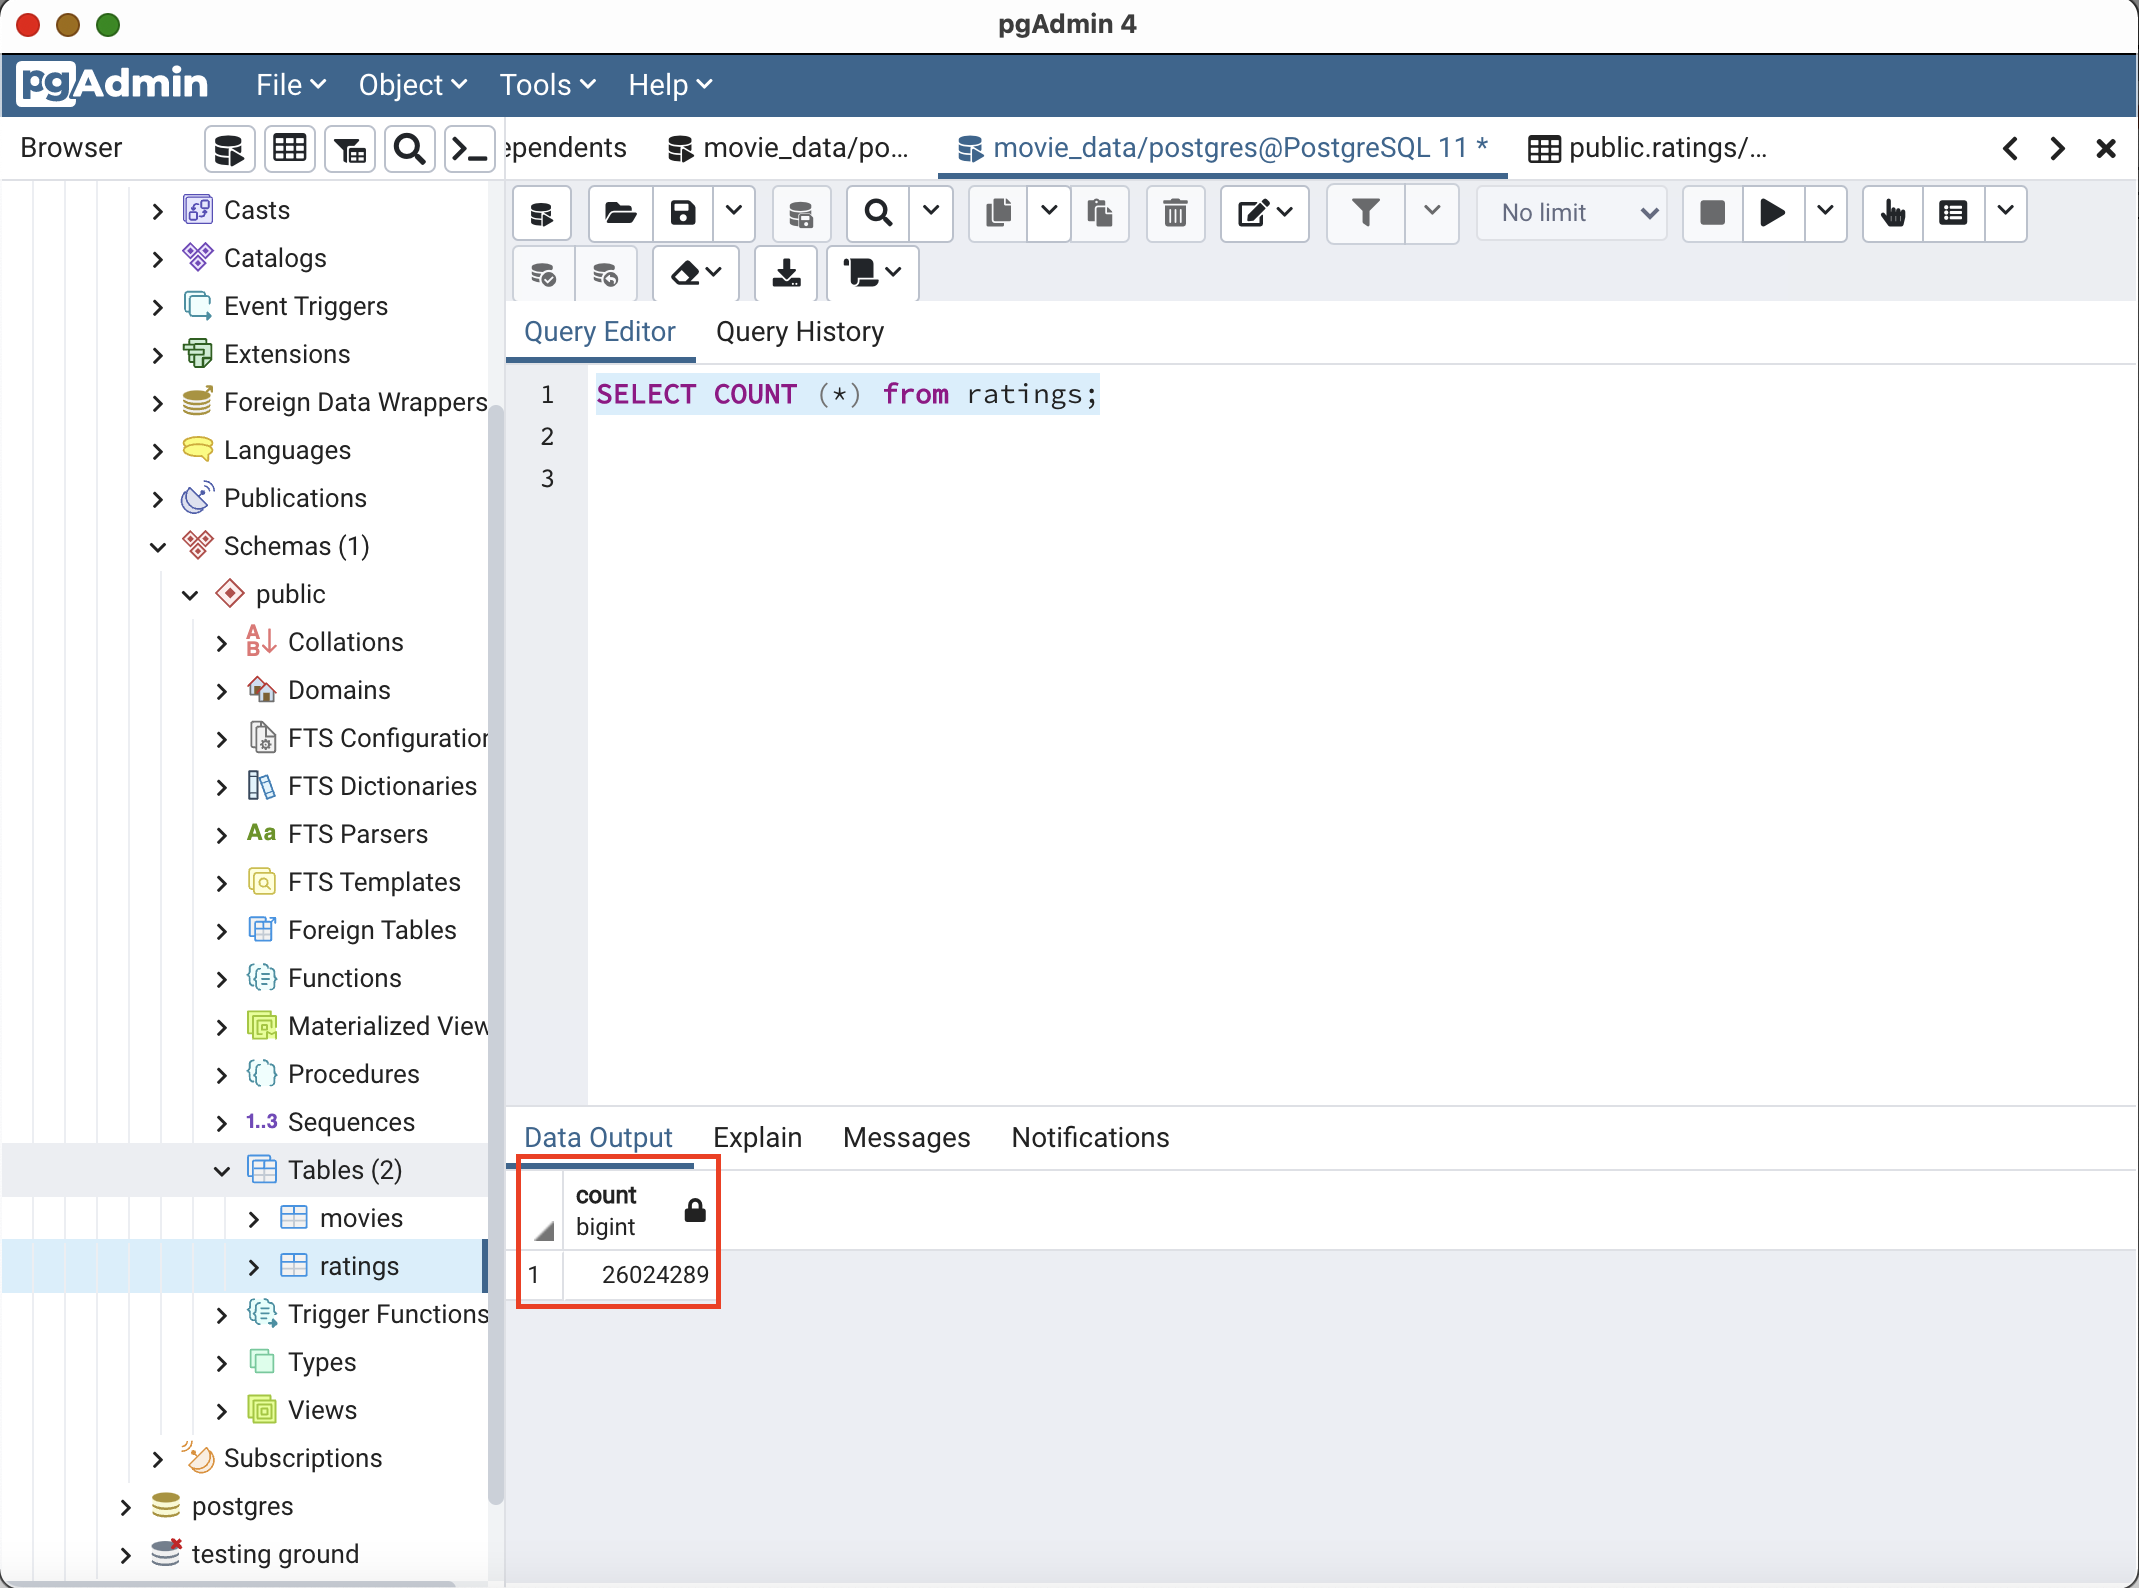 pgAdmin 4
pgAdmin File Object Tools Help
Browser
ependents movie_data/po... movie_data/postgres@PostgreSQL 11 * public.ratings/...
No limit
Casts
Catalogs
Event Triggers
Extensions
Foreign Data Wrappers
Languages
Publications
Schemas (1)
public
Collations
Domains
FTS Configuration
FTS Dictionaries
Aa FTS Parsers
FTS Templates
Foreign Tables
Functions
Materialized View
Procedures
1..3 Sequences
Tables (2)
movies
ratings
Trigger Functions
Types
Views
Subscriptions
postgres
testing ground
Query Editor Query History
1 SELECT COUNT (*) from ratings;
2
3
Data Output Explain Messages Notifications
count
bigint
1 26024289